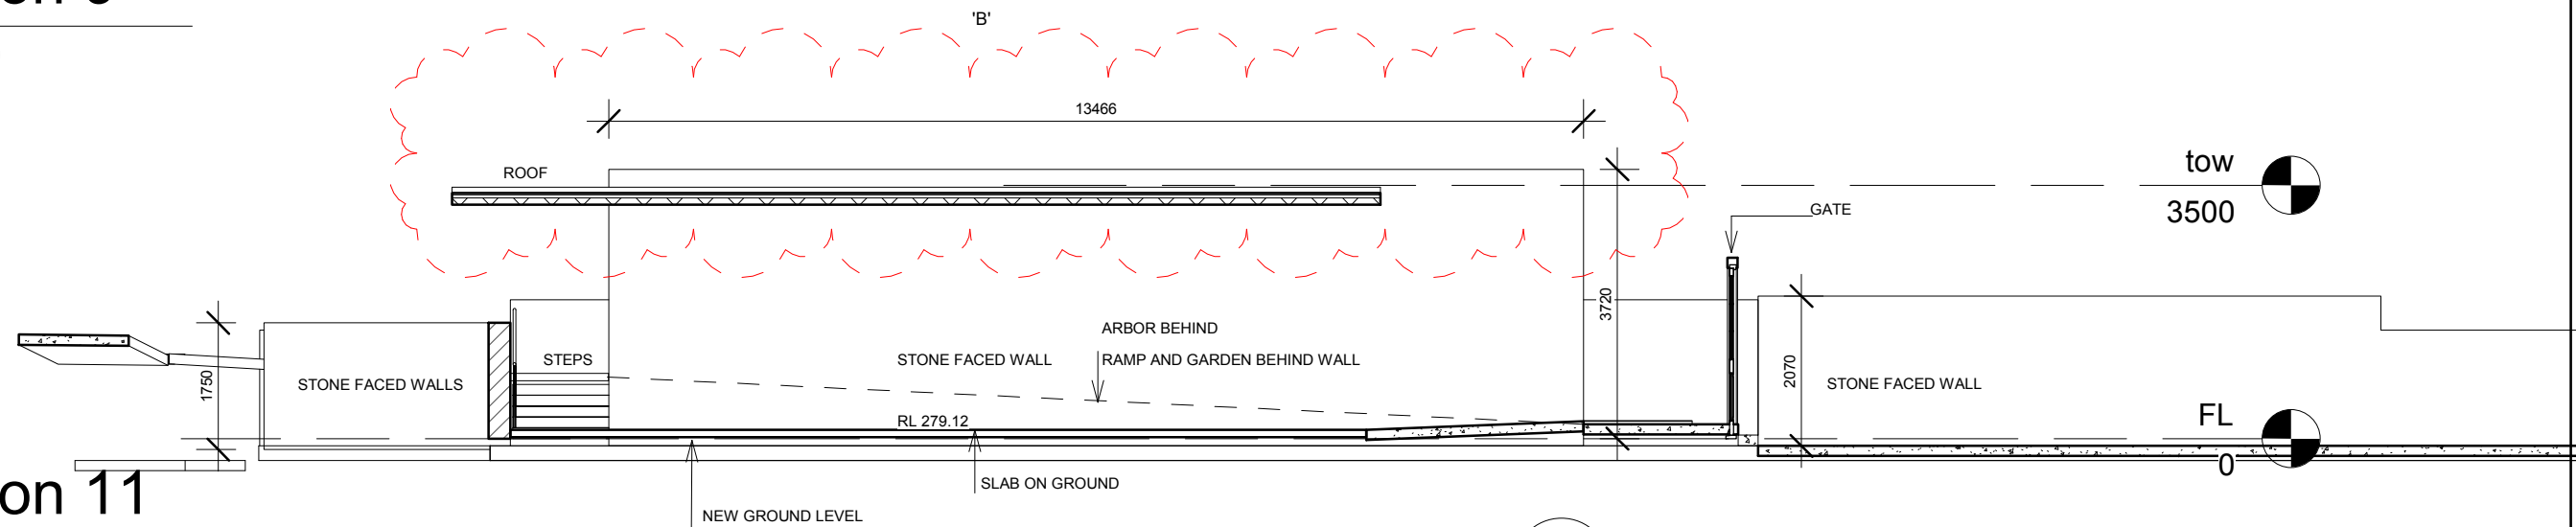 'B'
13466
ROOF
tow
3500
GATE
3720
ARBOR BEHIND
STEPS
STONE FACED WALL
RAMP AND GARDEN BEHIND WALL
1750
STONE FACED WALLS
2070
STONE FACED WALL
RL 279.12
FL
0
SLAB ON GROUND
on 11
NEW GROUND LEVEL